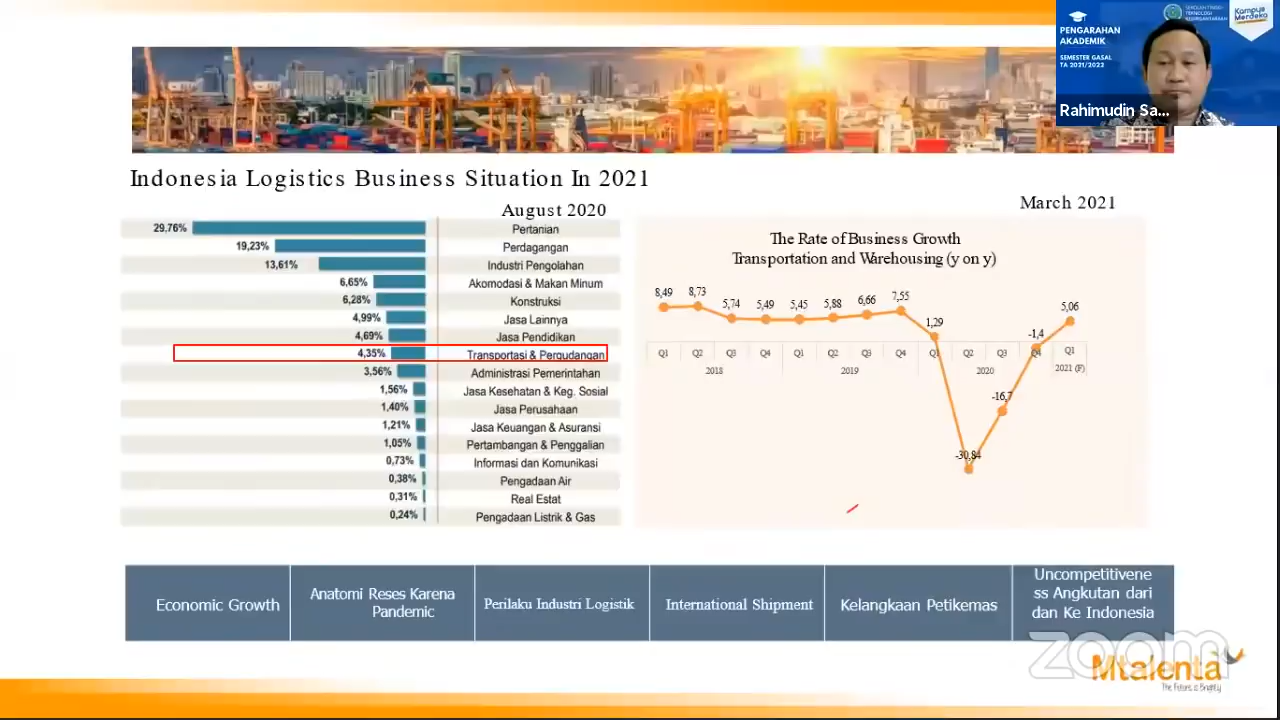 SEKOLAH TINGGI
TEKNOLOGI
Kampus
Merdeka
PENGARAHAN
AKADEMIK
SEMESTER GASAL
TA 2021/2022
Rahimudin Sa...
Indonesia Logistics Business Situation In 2021
August 2020
29,76% Pertanian
19,23% Perdagangan
13,61% Industri Pengolahan
6,65% Akomodasi & Makan Minum
6,28% Konstruksi
4,99% Jasa Lainnya
4,69% Jasa Pendidikan
4,35% Transportasi & Pergudangan
3,56% Administrasi Pemerintahan
1,56% Jasa Kesehatan & Keg. Sosial
1,40% Jasa Perusahaan
1,21% Jasa Keuangan & Asuransi
1,05% Pertambangan & Penggalian
0,73% Informasi dan Komunikasi
0,38% Pengadaan Air
0,31% Real Estat
0,24% Pengadaan Listrik & Gas
March 2021
The Rate of Business Growth
Transportation and Warehousing (y on y)
8,49 8,73 5,74 5,49 5,45 5,88 6,66 7,55 1,29 -30,84 -16,7 -1,4 5,06
Q1 Q2 Q3 Q4 Q1 Q2 Q3 Q4 Q1 Q2 Q3 Q4 Q1
2018 2019 2020 2021 (F)
Economic Growth
Anatomi Reses Karena
Pandemic
Perilaku Industri Logistik
International Shipment
Kelangkaan Petikemas
Uncompetitivene
ss Angkutan dari
dan Ke Indonesia
zoom
Mtalenta
The Future is Brightly